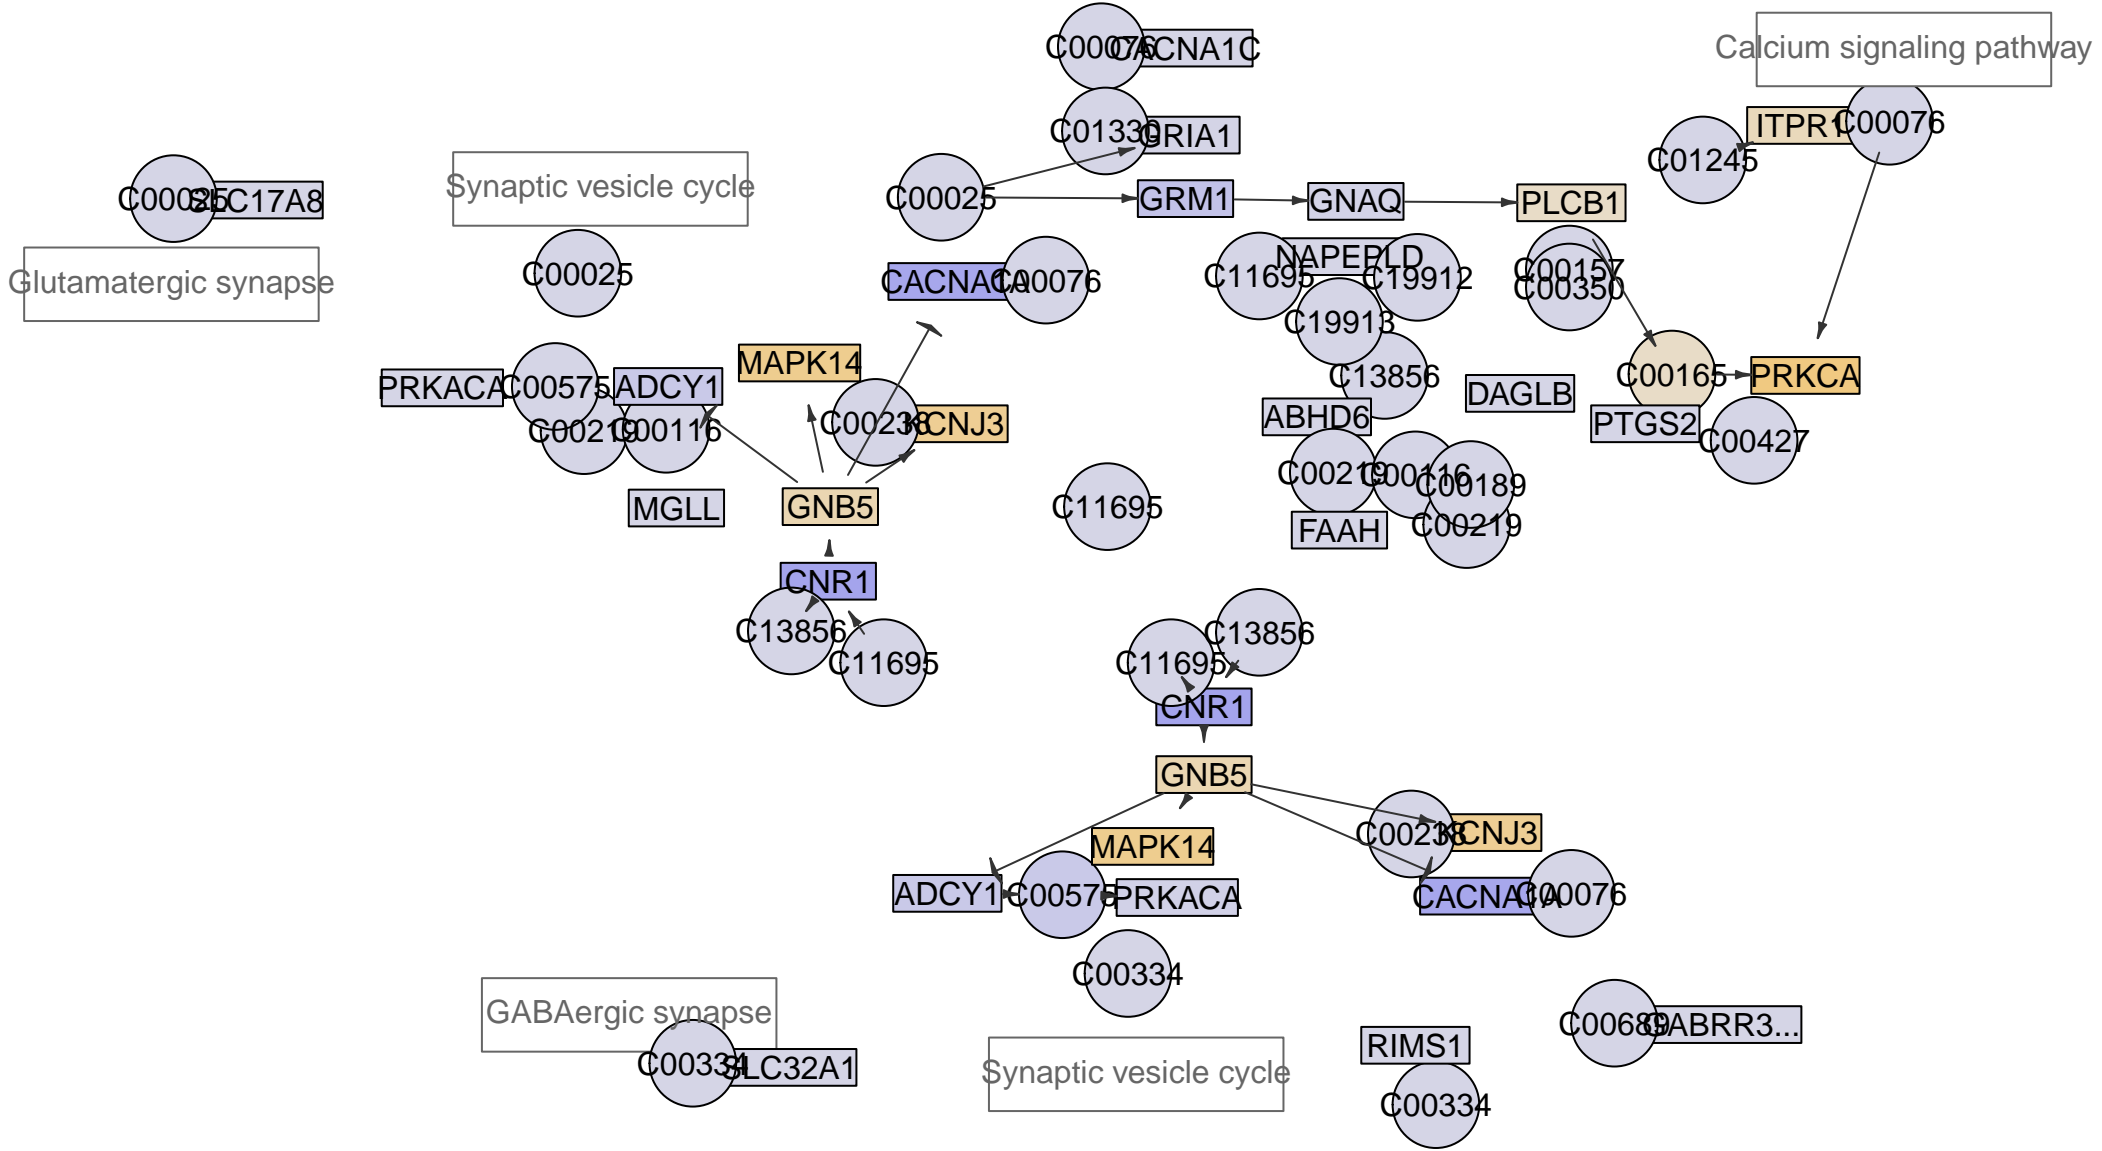 C00076
CACNA1C
Calcium signaling pathway
C01330
GRIA1
ITPR1
C00076
C01245
C00025
SLC17A8
Synaptic vesicle cycle
C00025
GRM1
GNAQ
PLCB1
Glutamatergic synapse
C00025
CACNA1A
C00076
C11695
NAPEPLD
C19912
C00157
C00350
C19913
PRKACA
C00575
ADCY1
MAPK14
C13856
C00165
PRKCA
DAGLB
C00219
C00116
C00238
KCNJ3
ABHD6
PTGS2
C00427
C00219
C00116
C00189
MGLL
GNB5
C11695
FAAH
C00219
CNR1
C13856
C11695
C11695
C13856
CNR1
GNB5
MAPK14
C00238
KCNJ3
ADCY1
C00575
PRKACA
CACNA1A
C00076
C00334
GABAergic synapse
C00334
SLC32A1
Synaptic vesicle cycle
RIMS1
C00334
C00689
GABRR3...